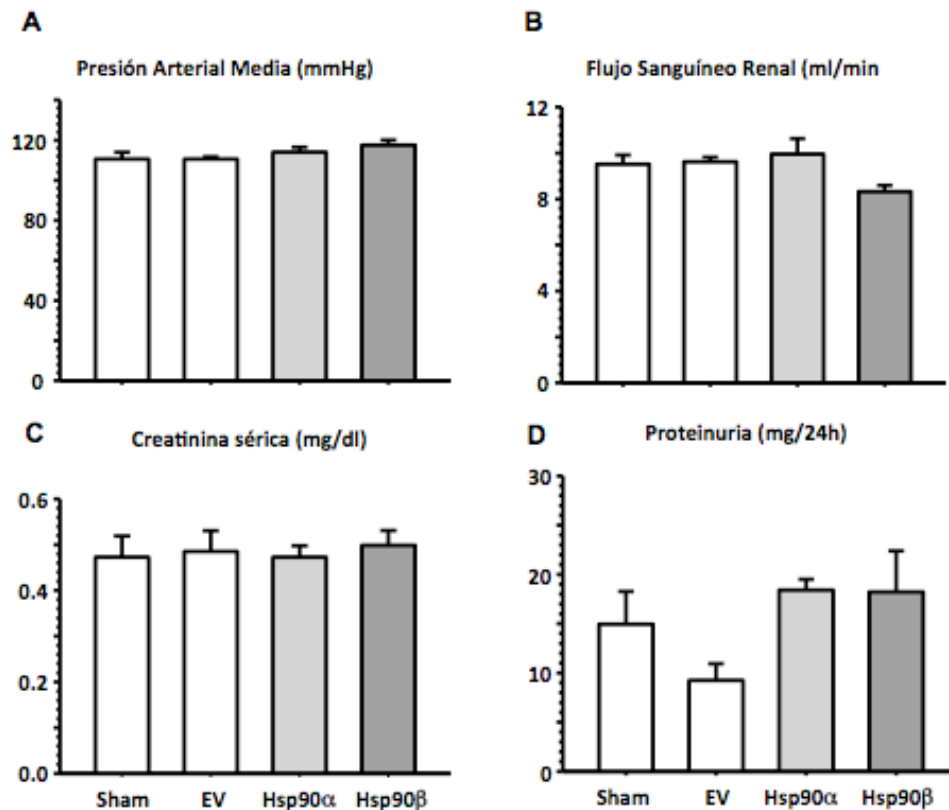 A
Presión Arterial Media (mmHg)
120
80
40
0
B
Flujo Sanguíneo Renal (ml/min
12
8
4
0
C
Creatinina sérica (mg/dl)
0.6
0.4
0.2
0.0
Sham EV Hsp90α Hsp90β
D
Proteinuria (mg/24h)
30
20
10
0
Sham EV Hsp90α Hsp90β